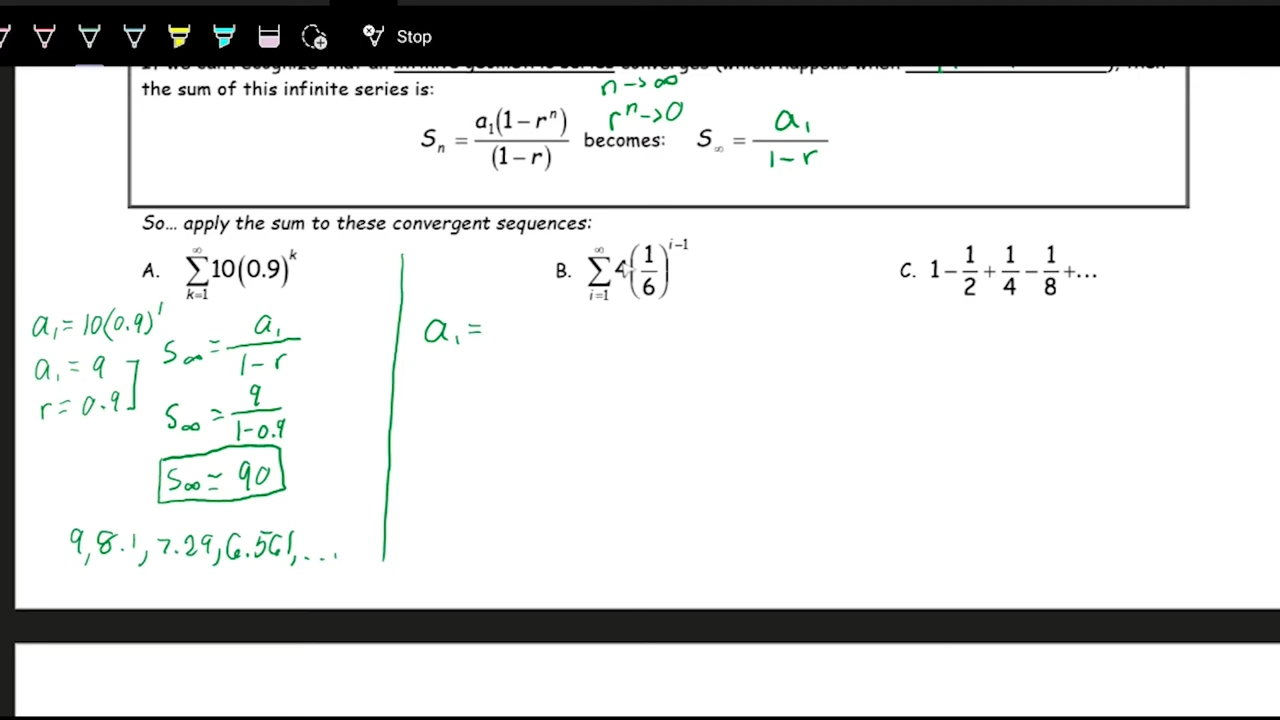 Stop
the sum of this infinite series is:
n → ∞
r^n → 0
S_n = a_1(1 – r^n) / (1 – r) becomes: S_∞ = a_1 / 1 – r
So... apply the sum to these convergent sequences:
A. ∞ ∑ k=1 10(0.9)^k
a_1 = 10(0.9)^1
a_1 = 9
r = 0.9
S_∞ = a_1 / 1 – r
S_∞ = 9 / 1 – 0.9
S_∞ = 90
9, 8.1, 7.29, 6.561, ...
B. ∞ ∑ i=1 4(1/6)^i–1
a_1 =
C. 1 – 1/2 + 1/4 – 1/8 + ...